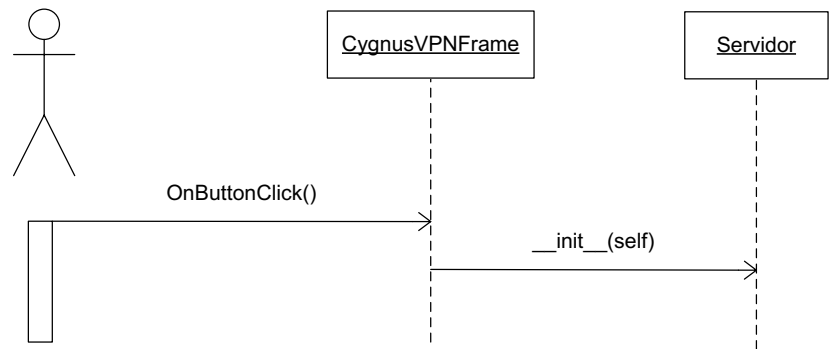 CygnusVPNFrame
Servidor
OnButtonClick()
__init__(self)